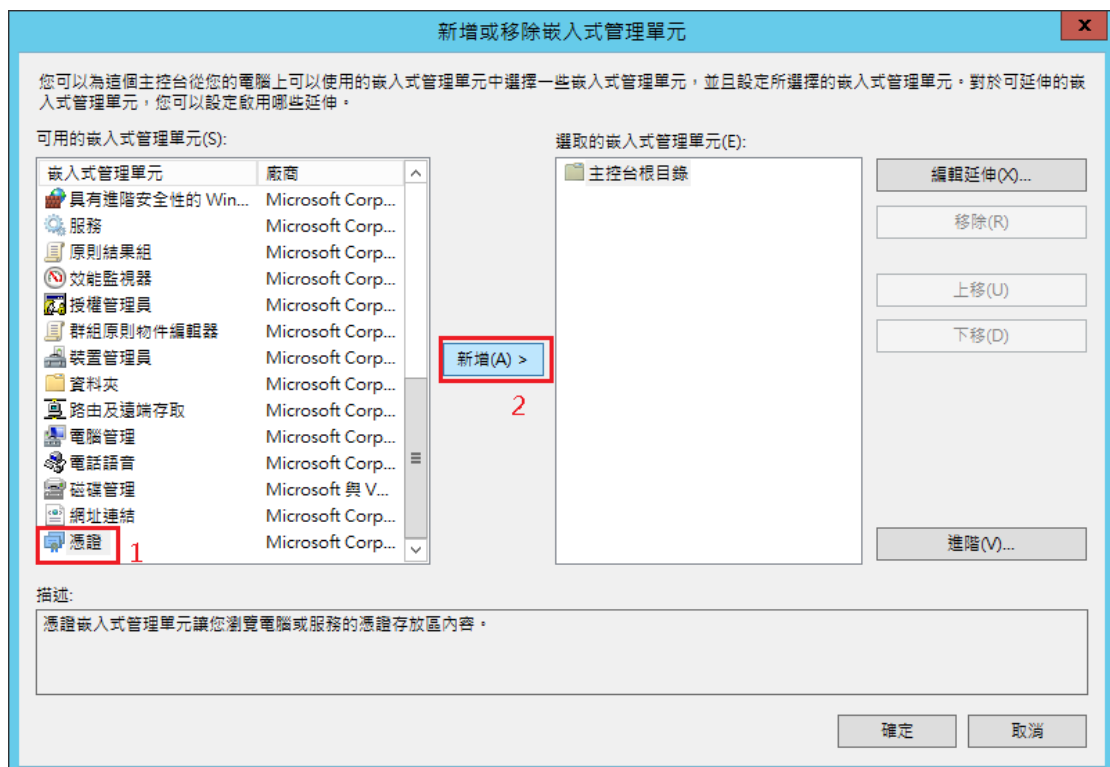 新增或移除嵌入式管理單元
x
您可以為這個主控台從您的電腦上可以使用的嵌入式管理單元中選擇一些嵌入式管理單元，並且設定所選擇的嵌入式管理單元。對於可延伸的嵌
入式管理單元，您可以設定啟用哪些延伸。
可用的嵌入式管理單元(S):
嵌入式管理單元 廠商
具有進階安全性的 Win... Microsoft Corp...
服務 Microsoft Corp...
原則結果組 Microsoft Corp...
效能監視器 Microsoft Corp...
授權管理員 Microsoft Corp...
群組原則物件編輯器 Microsoft Corp...
裝置管理員 Microsoft Corp...
資料夾 Microsoft Corp...
路由及遠端存取 Microsoft Corp...
電腦管理 Microsoft Corp...
電話語音 Microsoft Corp...
磁碟管理 Microsoft 與 V...
網址連結 Microsoft Corp...
憑證 Microsoft Corp...
1
新增(A) >
2
選取的嵌入式管理單元(E):
主控台根目錄
編輯延伸(X)...
移除(R)
上移(U)
下移(D)
進階(V)...
描述:
憑證嵌入式管理單元讓您瀏覽電腦或服務的憑證存放區內容。
確定 取消